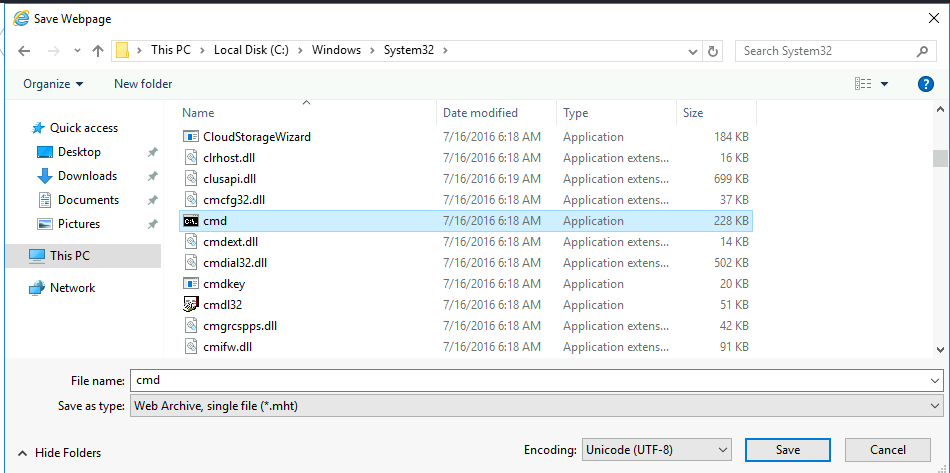 Save Webpage
This PC > Local Disk (C:) > Windows > System32 >
Search System32
Organize
New folder
?
Quick access
Desktop
Downloads
Documents
Pictures
This PC
Network
Name Date modified Type Size
CloudStorageWizard 7/16/2016 6:18 AM Application 184 KB
clrhost.dll 7/16/2016 6:18 AM Application extens... 16 KB
clusapi.dll 7/16/2016 6:19 AM Application extens... 699 KB
cmcfg32.dll 7/16/2016 6:18 AM Application extens... 37 KB
cmd 7/16/2016 6:18 AM Application 228 KB
cmdext.dll 7/16/2016 6:18 AM Application extens... 14 KB
cmdial32.dll 7/16/2016 6:18 AM Application extens... 502 KB
cmdkey 7/16/2016 6:18 AM Application 20 KB
cmdl32 7/16/2016 6:18 AM Application 51 KB
cmgrcspps.dll 7/16/2016 6:18 AM Application extens... 42 KB
cmifw.dll 7/16/2016 6:18 AM Application extens... 91 KB
File name: cmd
Save as type: Web Archive, single file (*.mht)
Hide Folders
Encoding: Unicode (UTF-8)
Save
Cancel